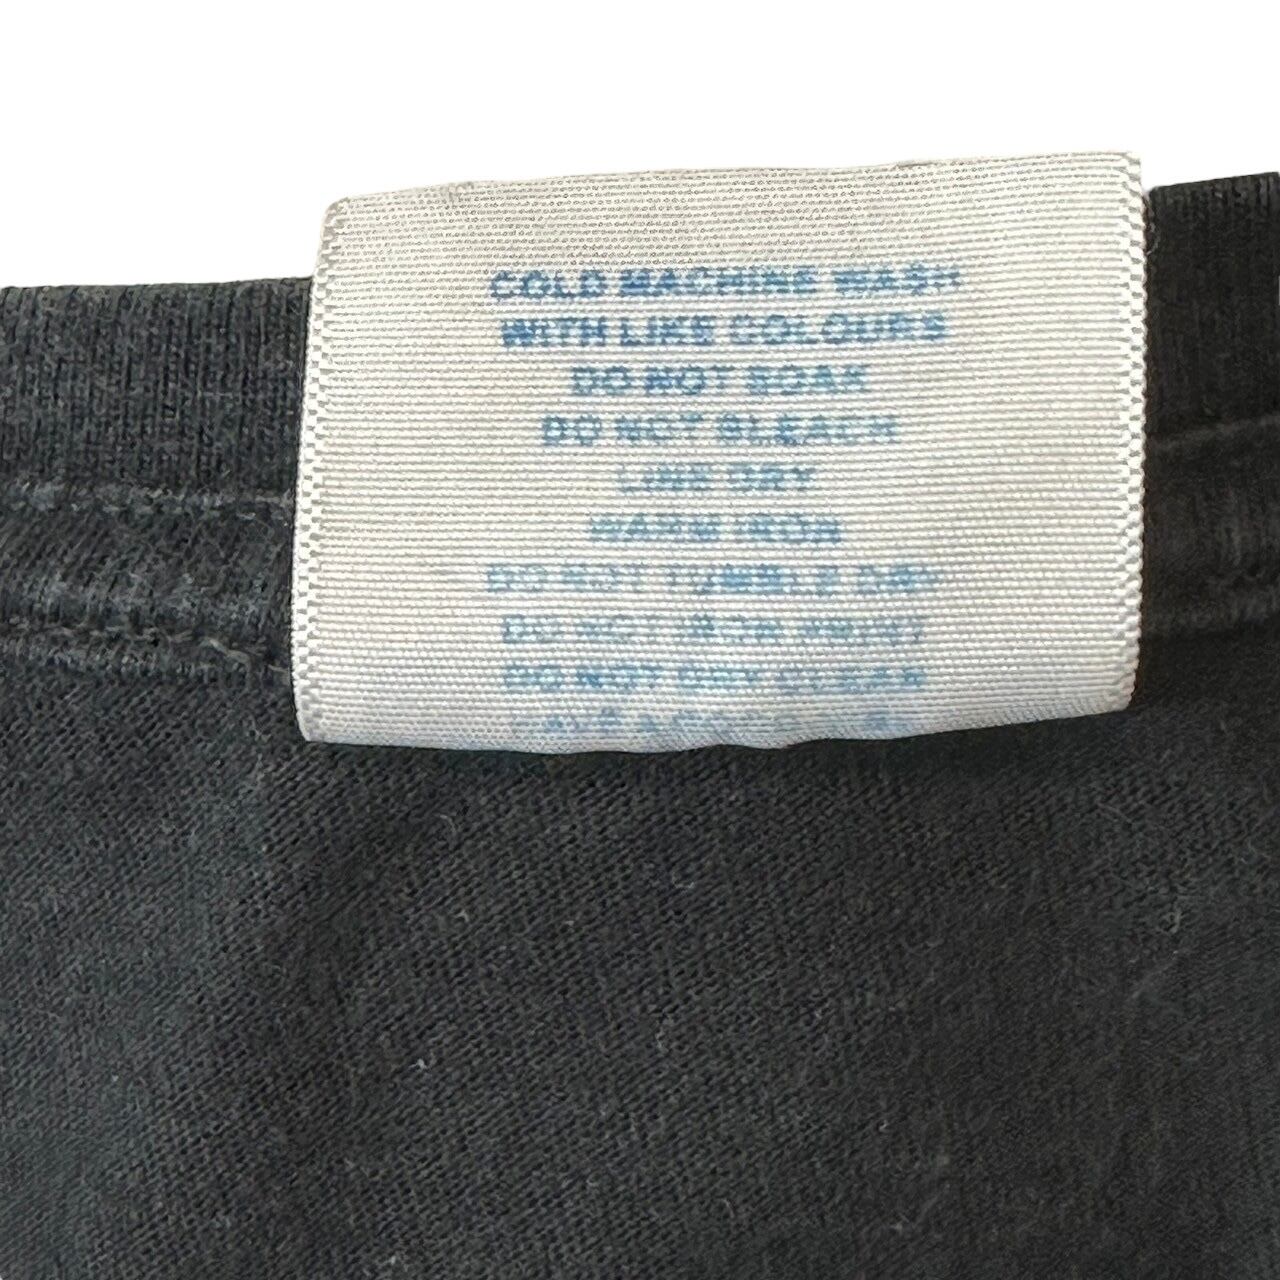 COLD MACHINE WASH
WITH LIKE COLOURS
DO NOT SOAK
DO NOT BLEACH
LINE DRY
WARM IRON
DO NOT TUMBLE DRY
DO NOT IRON PRINT
DO NOT DRY CLEAN